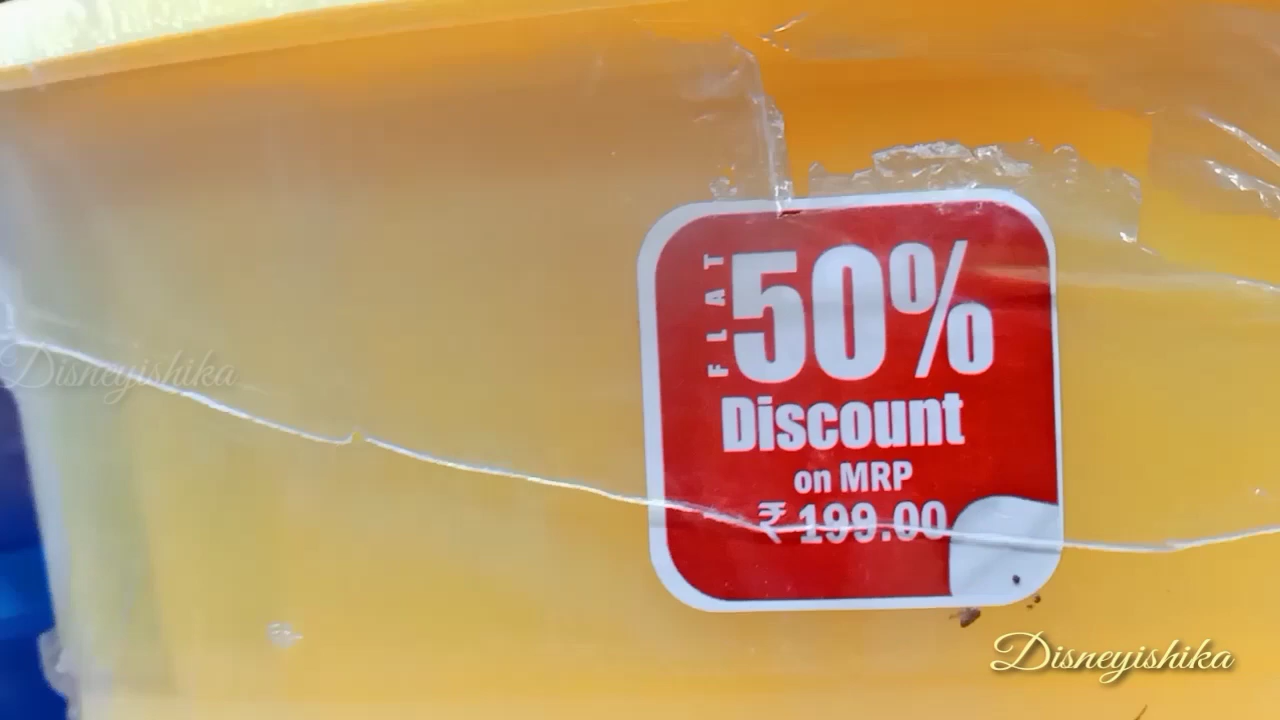 FLAT
50%
Discount
on MRP
₹ 199.00
Disneyishika
Disneyishika